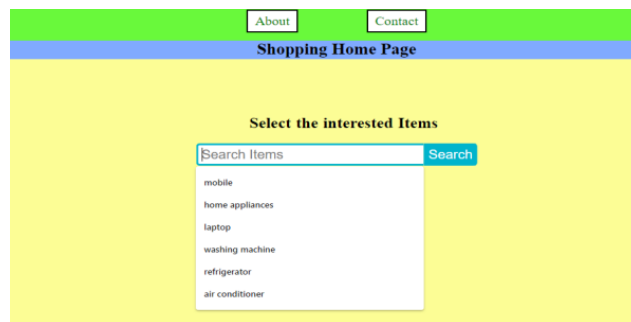 About Contact
Shopping Home Page
Select the interested Items
Search Items Search
mobile
home appliances
laptop
washing machine
refrigerator
air conditioner